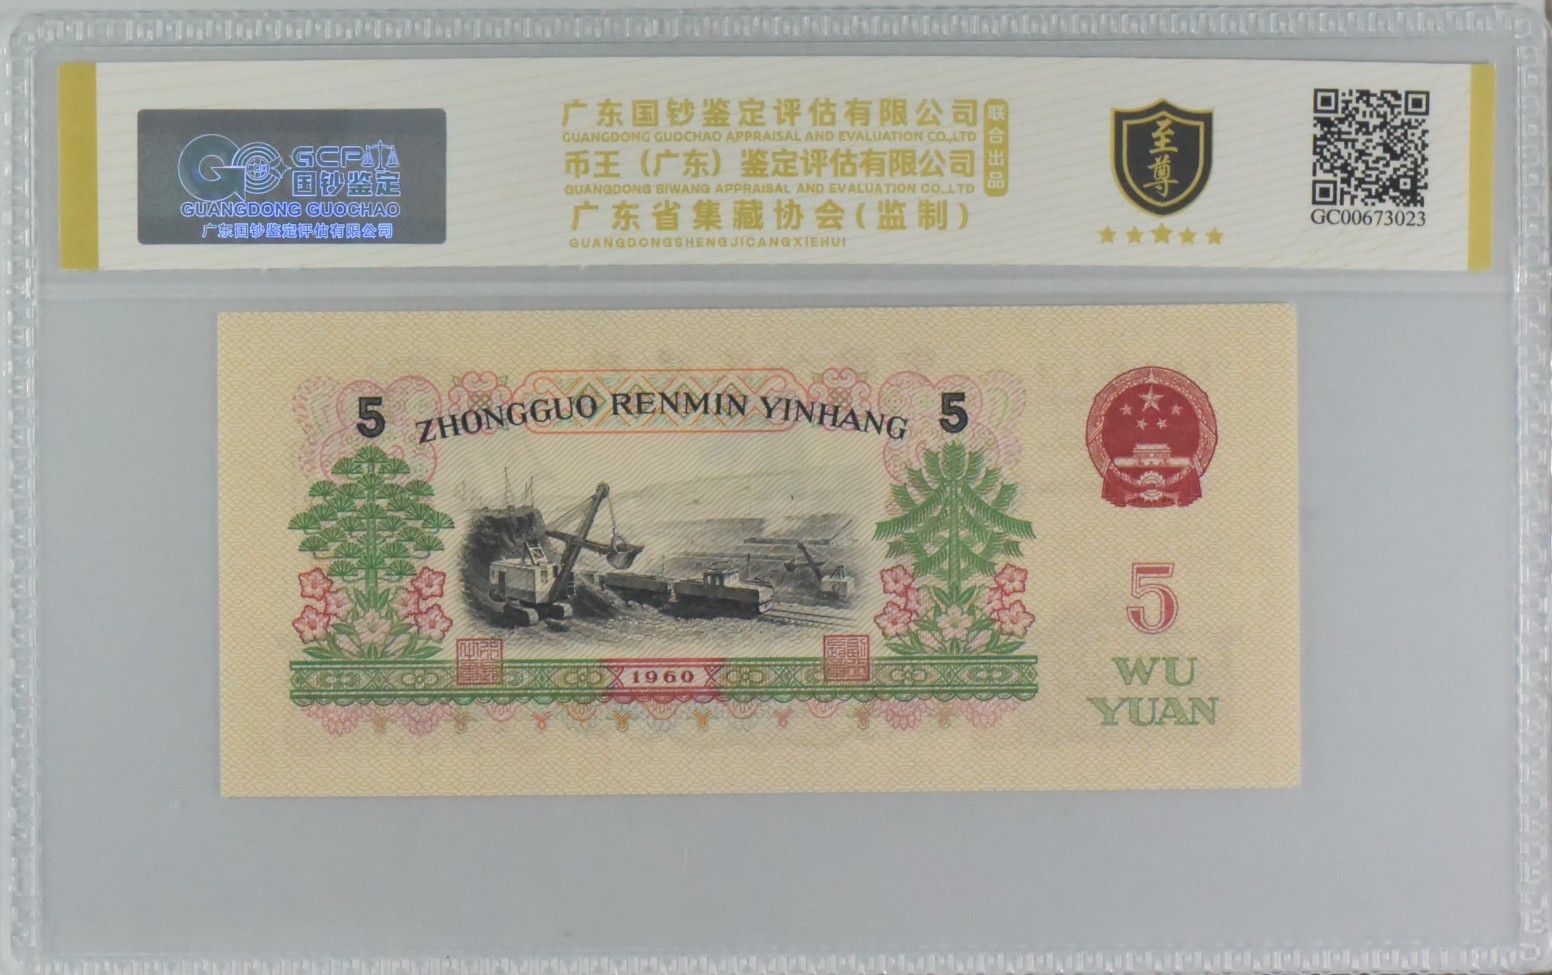 GCP
国钞鉴定
GUANGDONG GUOCHAO
广东国钞鉴定评估有限公司
广东国钞鉴定评估有限公司
GUANGDONG GUOCHAO APPRAISAL AND EVALUATION CO.,LTD
币王（广东）鉴定评估有限公司
GUANGDONG BIWANG APPRAISAL AND EVALUATION CO.,LTD
广东省集藏协会(监制)
GUANGDONGSHENGJICANGXIEHUI
联合出品
至尊
GC00673023
5
ZHONGGUO RENMIN YINHANG
5
1960
5
WU
YUAN